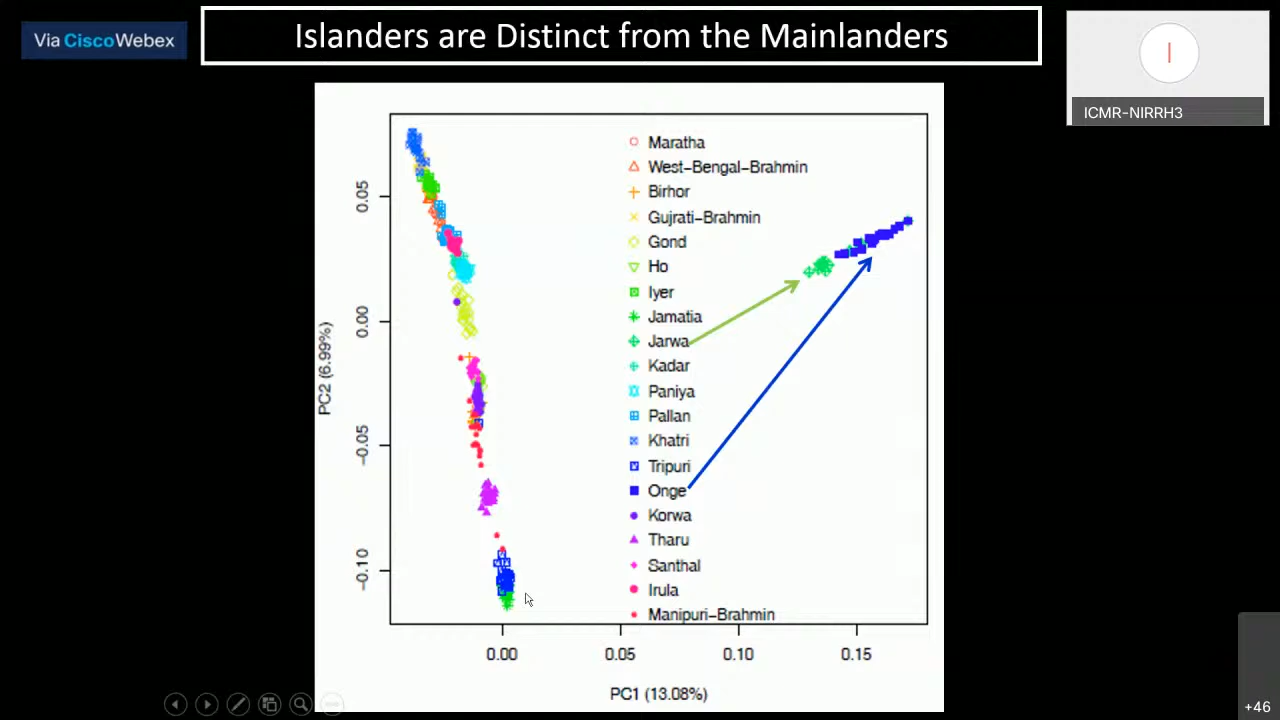 Islanders are Distinct from the Mainlanders
Via Cisco Webex
I
ICMR-NIRRH3
Maratha
West-Bengal-Brahmin
Birhor
Gujrati-Brahmin
Gond
Ho
Iyer
Jamatia
Jarwa
Kadar
Paniya
Pallan
Khatri
Tripuri
Onge
Korwa
Tharu
Santhal
Irula
Manipuri-Brahmin
PC2 (6.99%)
0.05
0.00
-0.05
-0.10
0.00 0.05 0.10 0.15
PC1 (13.08%)
+46